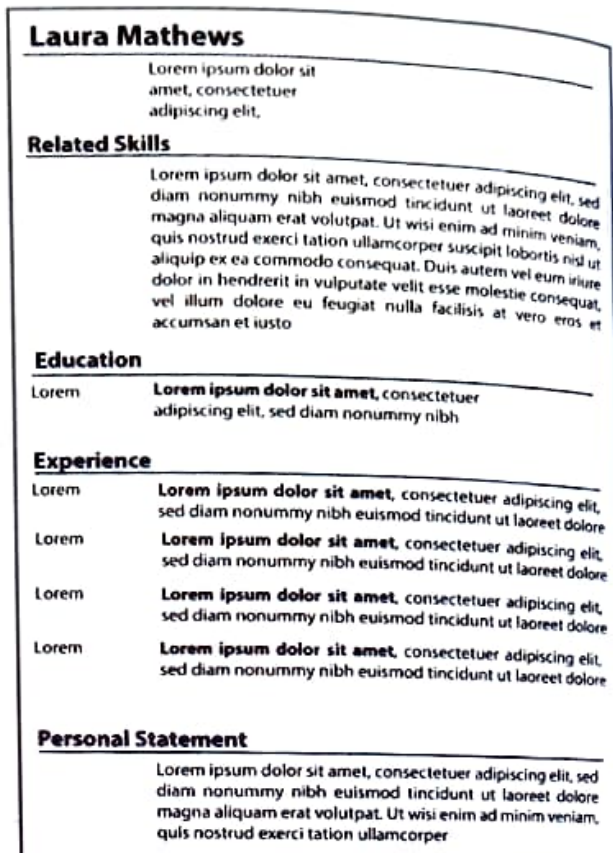 Laura Mathews
Lorem ipsum dolor sit
amet, consectetuer
adipiscing elit,
Related Skills
Lorem ipsum dolor sit amet, consectetuer adipiscing elit, sed
diam nonummy nibh euismod tincidunt ut laoreet dolore
magna aliquam erat volutpat. Ut wisi enim ad minim veniam,
quis nostrud exerci tation ullamcorper suscipit lobortis nisl ut
aliquip ex ea commodo consequat. Duis autem vel eum iriure
dolor in hendrerit in vulputate velit esse molestie consequat,
vel illum dolore eu feugiat nulla facilisis at vero eros et
accumsan et iusto
Education
Lorem Lorem ipsum dolor sit amet, consectetuer
adipiscing elit, sed diam nonummy nibh
Experience
Lorem Lorem ipsum dolor sit amet, consectetuer adipiscing elit,
sed diam nonummy nibh euismod tincidunt ut laoreet dolore
Lorem Lorem ipsum dolor sit amet, consectetuer adipiscing elit,
sed diam nonummy nibh euismod tincidunt ut laoreet dolore
Lorem Lorem ipsum dolor sit amet, consectetuer adipiscing elit,
sed diam nonummy nibh euismod tincidunt ut laoreet dolore
Lorem Lorem ipsum dolor sit amet, consectetuer adipiscing elit,
sed diam nonummy nibh euismod tincidunt ut laoreet dolore
Personal Statement
Lorem ipsum dolor sit amet, consectetuer adipiscing elit, sed
diam nonummy nibh euismod tincidunt ut laoreet dolore
magna aliquam erat volutpat. Ut wisi enim ad minim veniam,
quis nostrud exerci tation ullamcorper